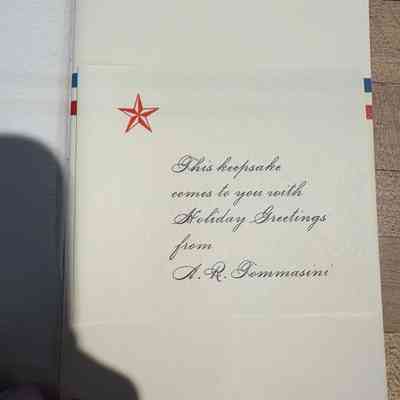 This keepsake
comes to you with
Holiday Greetings
from
A. R. Tommasini